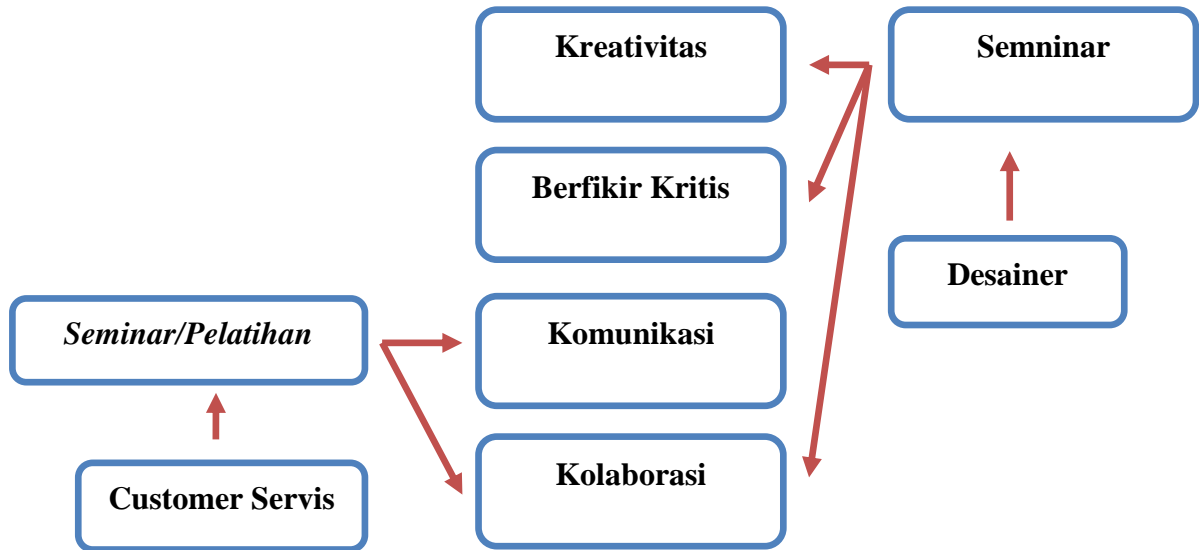 Kreativitas
Semninar
Berfikir Kritis
Desainer
Seminar/Pelatihan
Komunikasi
Kolaborasi
Customer Servis